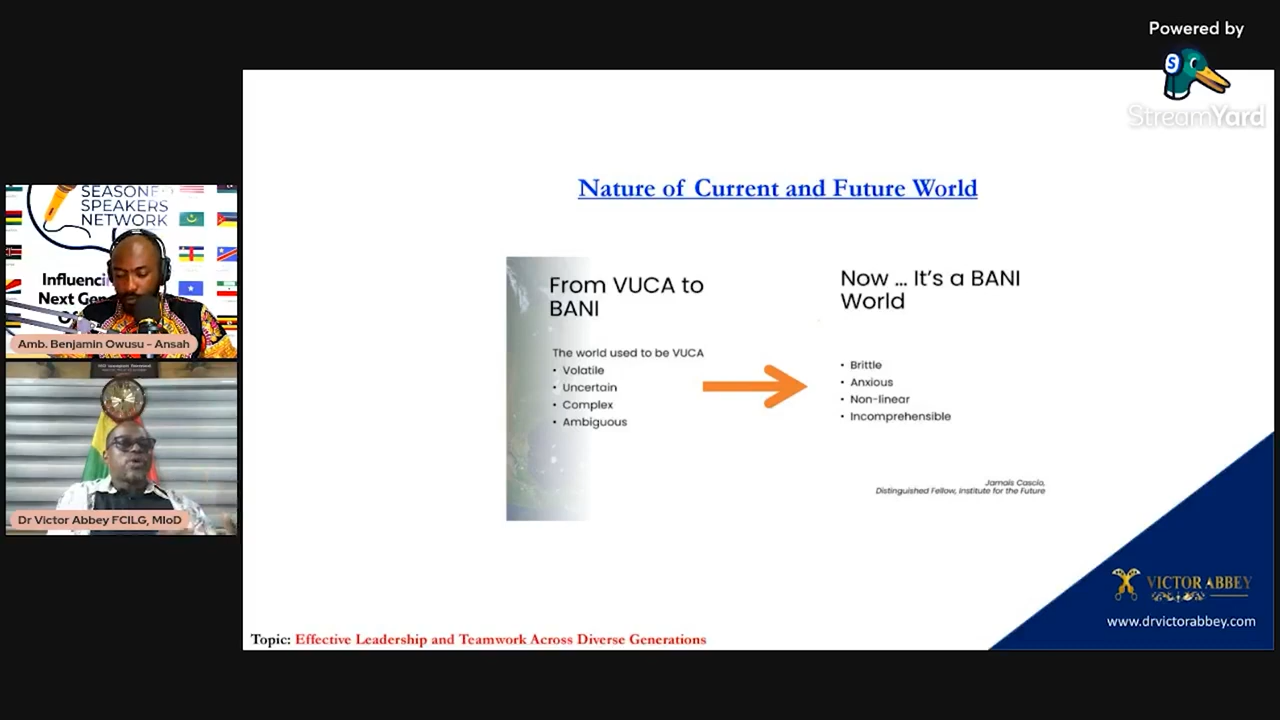 Powered by
S
StreamYard
SEASONED
SPEAKERS
NETWORK
Influencing
Next
Amb. Benjamin Owusu - Ansah
Dr Victor Abbey FCILG, MIoD
Nature of Current and Future World
From VUCA to
BANI
The world used to be VUCA
• Volatile
• Uncertain
• Complex
• Ambiguous
Now ... It's a BANI
World
• Brittle
• Anxious
• Non-linear
• Incomprehensible
Jamais Cascio,
Distinguished Fellow, Institute for the Future
VICTOR ABBEY
www.drvictorabbey.com
Topic: Effective Leadership and Teamwork Across Diverse Generations